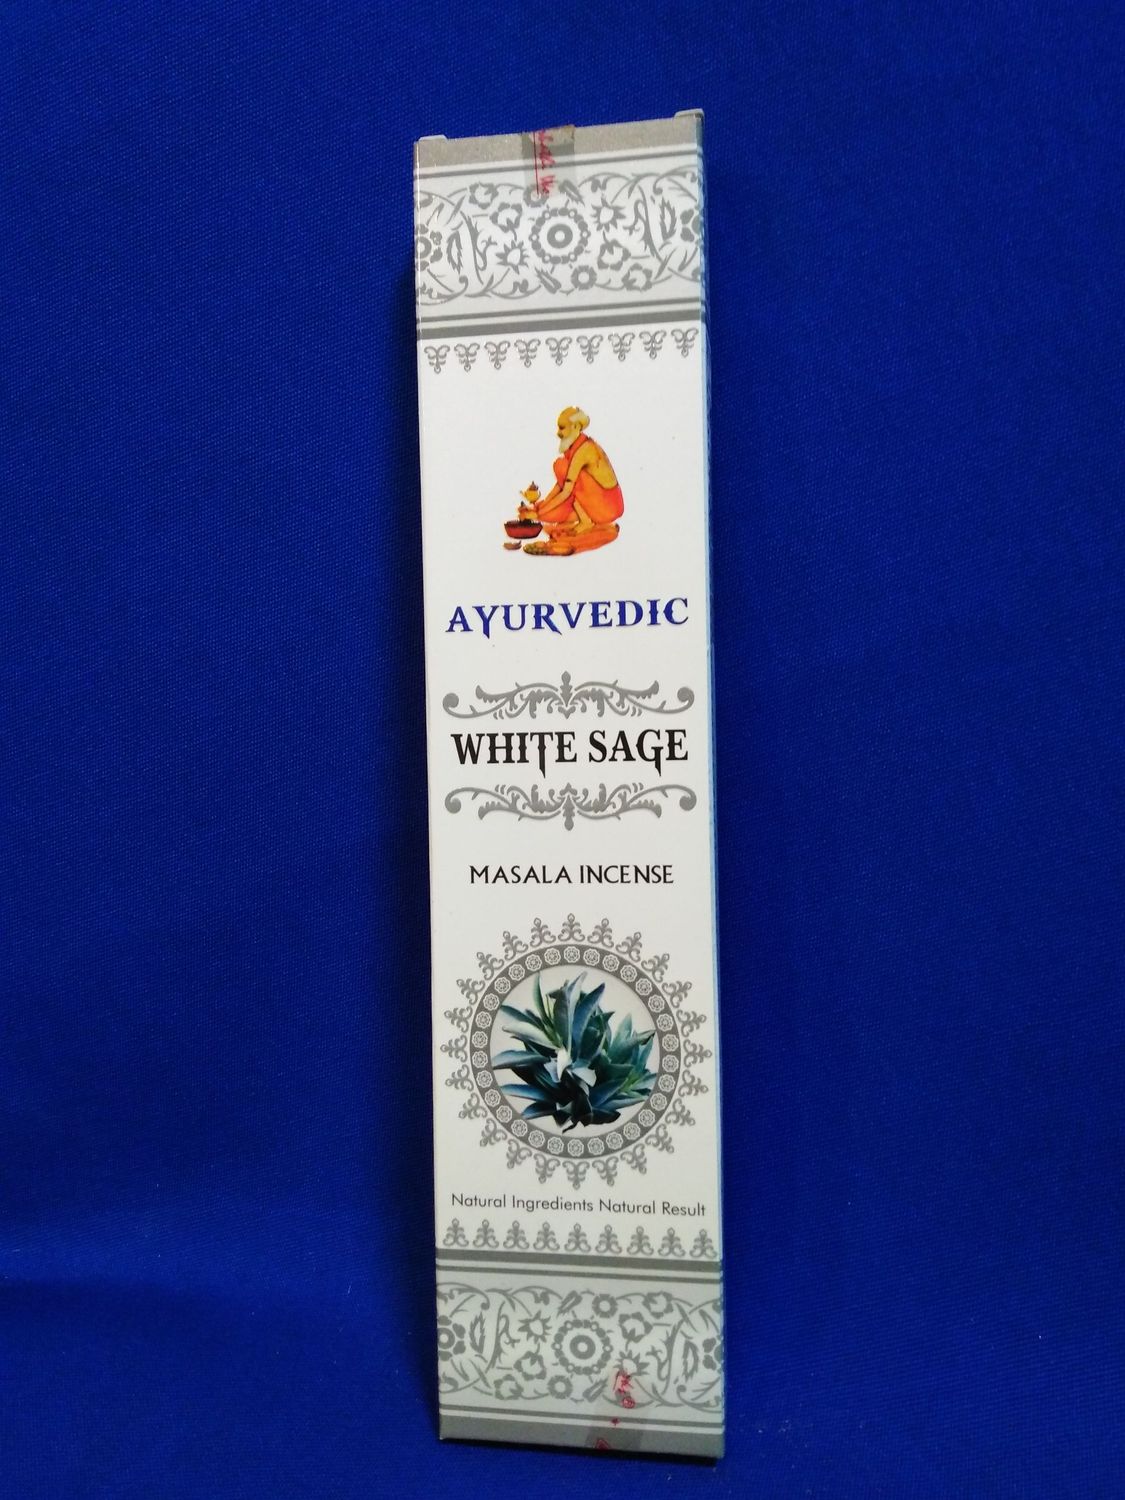 AYURVEDIC
WHITE SAGE
MASALA INCENSE
Natural Ingredients Natural Result